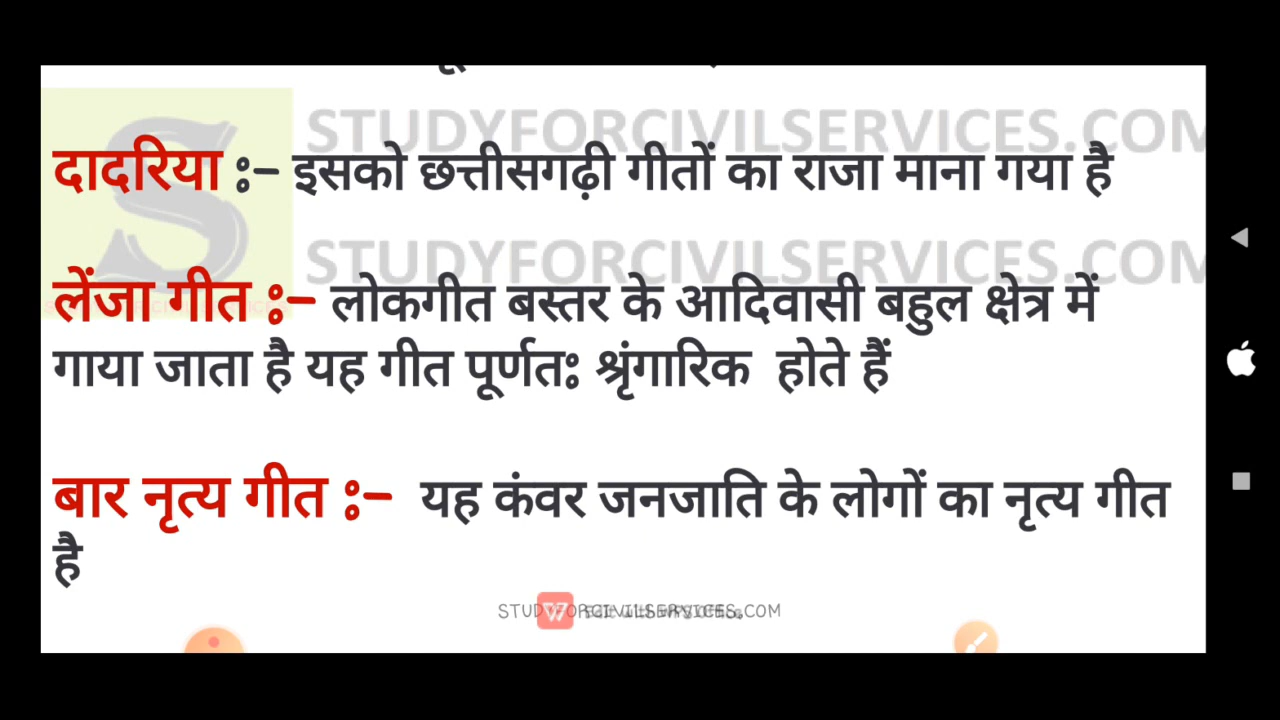 STUDYFORCIVILSERVICES.COM
दादरिया :- इसको छत्तीसगढ़ी गीतों का राजा माना गया है
STUDYFORCIVILSERVICES.COM
लेंजा गीत :- लोकगीत बस्तर के आदिवासी बहुल क्षेत्र में
गाया जाता है यह गीत पूर्णतः श्रृंगारिक होते हैं
बार नृत्य गीत :- यह कंवर जनजाति के लोगों का नृत्य गीत
है
STUDYFORCIVILSERVICES.COM